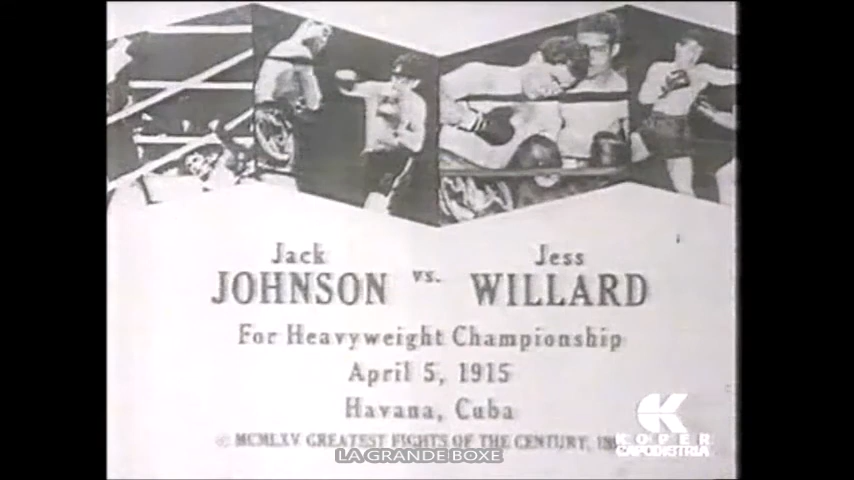 Jack Jess
JOHNSON vs. WILLARD
For Heavyweight Championship
April 5, 1915
Havana, Cuba
© MCMLXV GREATEST FIGHTS OF THE CENTURY,
LA GRANDE BOXE
KOPER
CAPODISTRIA